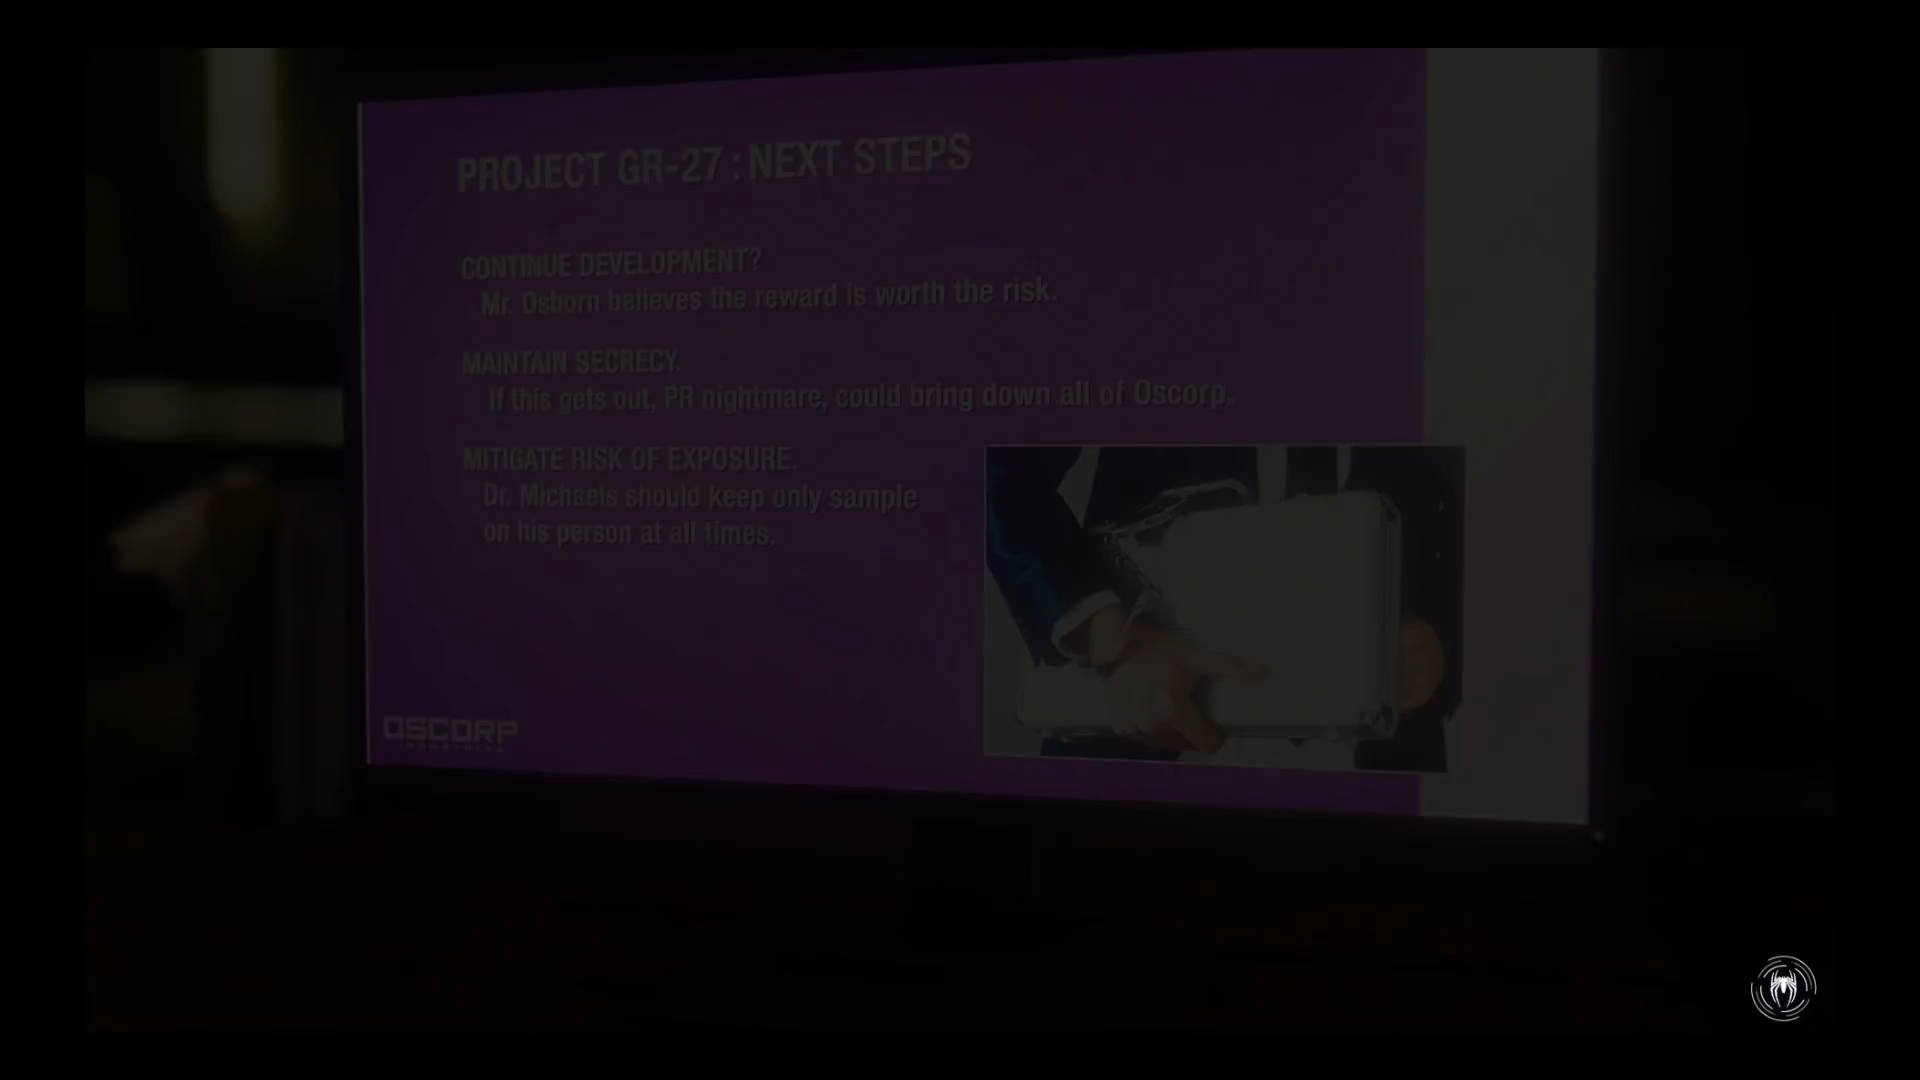 PROJECT GR-27 : NEXT STEPS
CONTINUE DEVELOPMENT?
Mr. Osborn believes the reward is worth the risk.
MAINTAIN SECRECY.
If this gets out, PR nightmare, could bring down all of Oscorp.
MITIGATE RISK OF EXPOSURE.
Dr. Michaels should keep only sample
on his person at all times.
OSCORP
INDUSTRIES